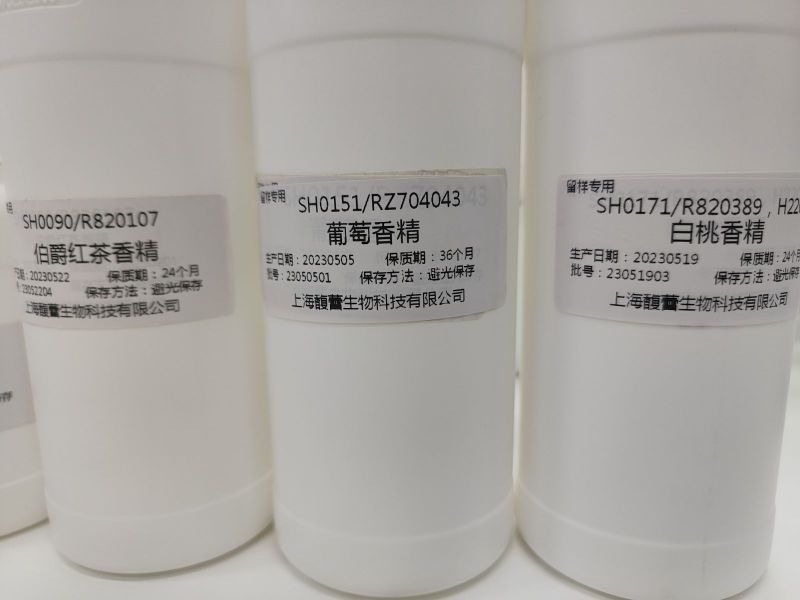 SH0090/R820107
伯爵红茶香精
日期：20230522 保质期：24个月
：23052204 保存方法：避光保存
上海馥蕾生物科技有限公司
留样专用
SH0151/RZ704043
葡萄香精
生产日期：20230505 保质期：36个月
批号：23050501 保存方法：避光保存
上海馥蕾生物科技有限公司
留样专用
SH0171/R820389，H220
白桃香精
生产日期：20230519 保质期：24个月
批号：23051903 保存方法：避光保存
上海馥蕾生物科技有限公司